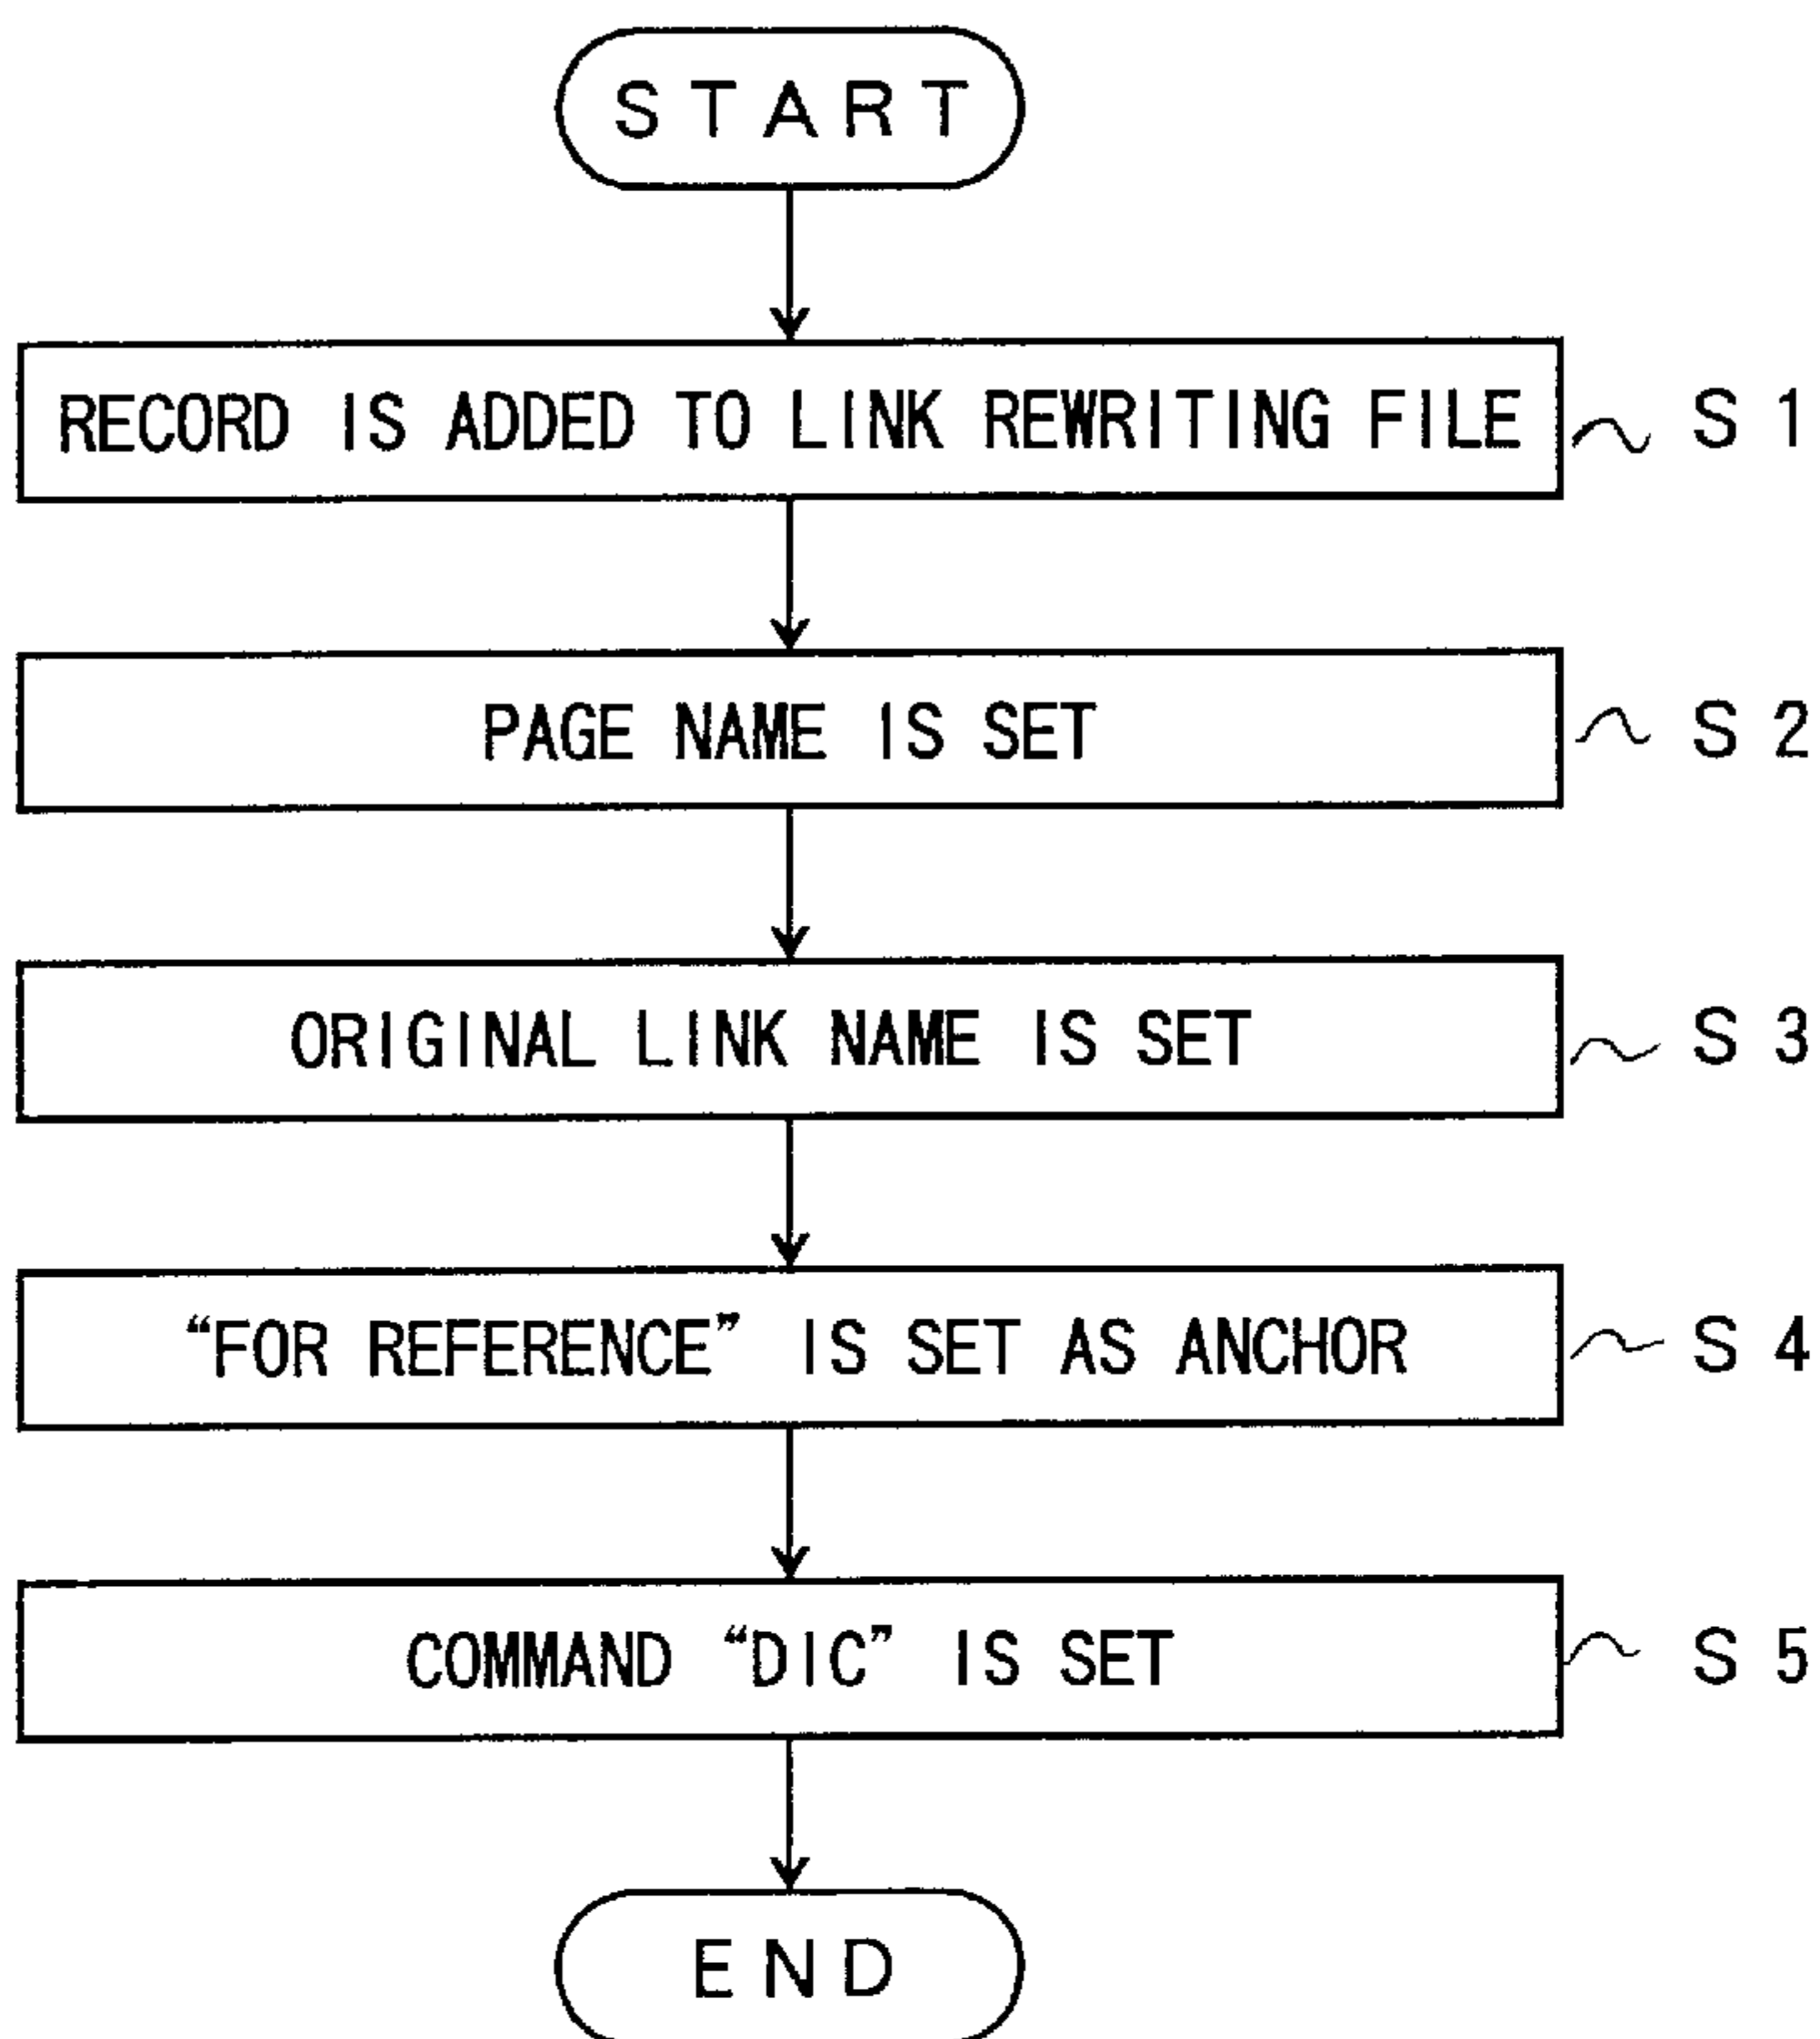 START
RECORD IS ADDED TO LINK REWRITING FILE S1
PAGE NAME IS SET S2
ORIGINAL LINK NAME IS SET S3
“FOR REFERENCE” IS SET AS ANCHOR S4
COMMAND “DIC” IS SET S5
END